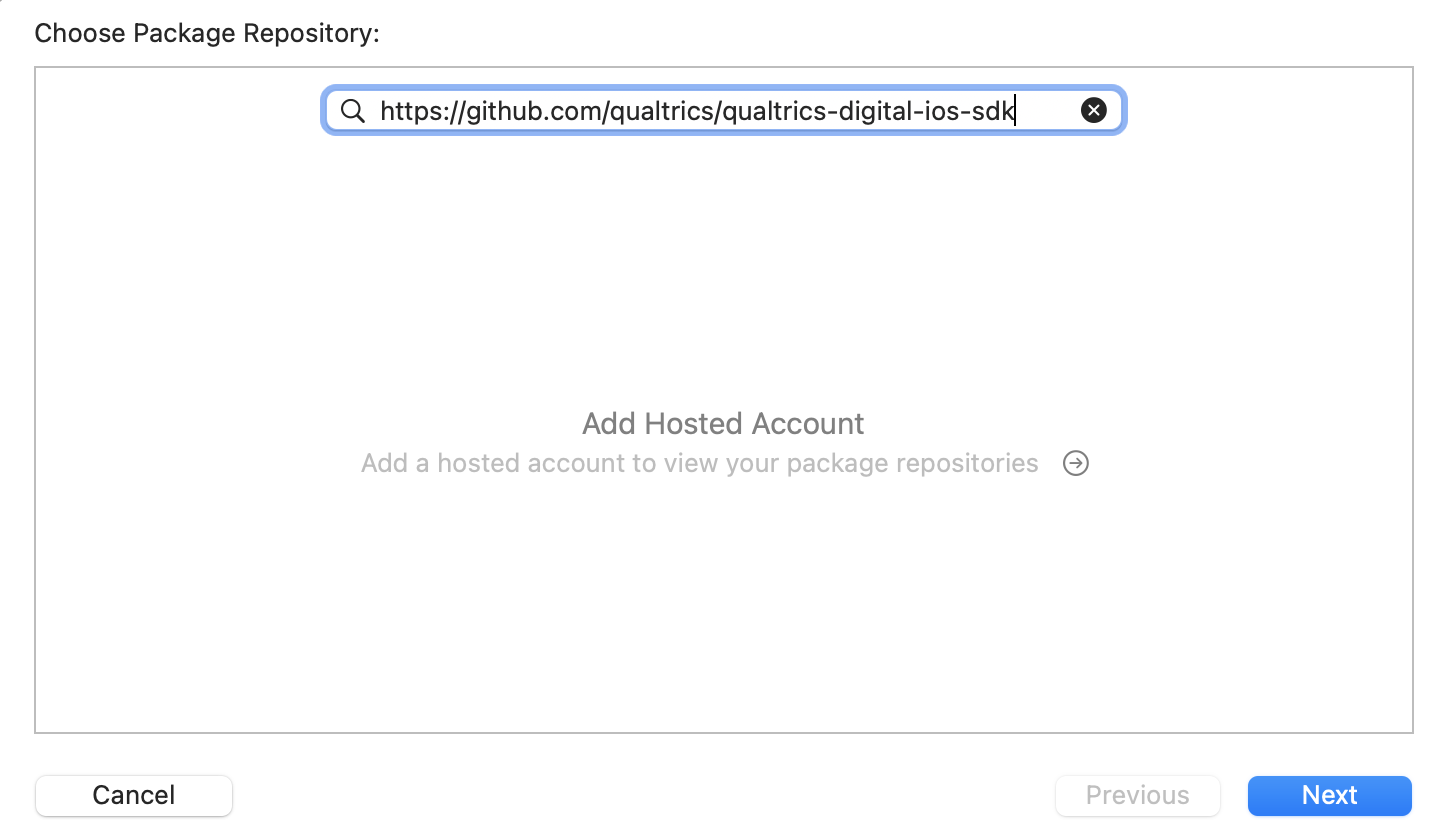 Choose Package Repository:
https://github.com/qualtrics/qualtrics-digital-ios-sdk
Add Hosted Account
Add a hosted account to view your package repositories
Cancel
Previous
Next